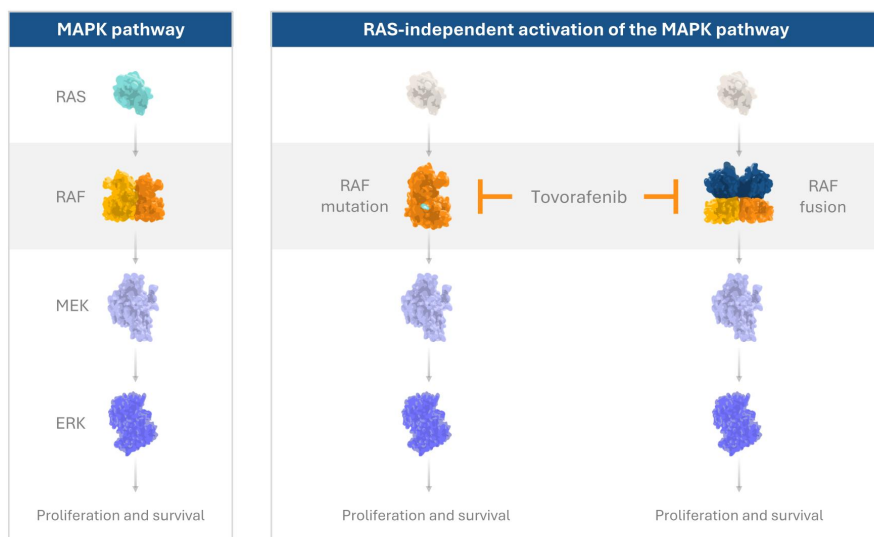 MAPK pathway
RAS-independent activation of the MAPK pathway
RAS
RAF
RAF
mutation
Tovorafenib
RAF
fusion
MEK
ERK
Proliferation and survival
Proliferation and survival
Proliferation and survival